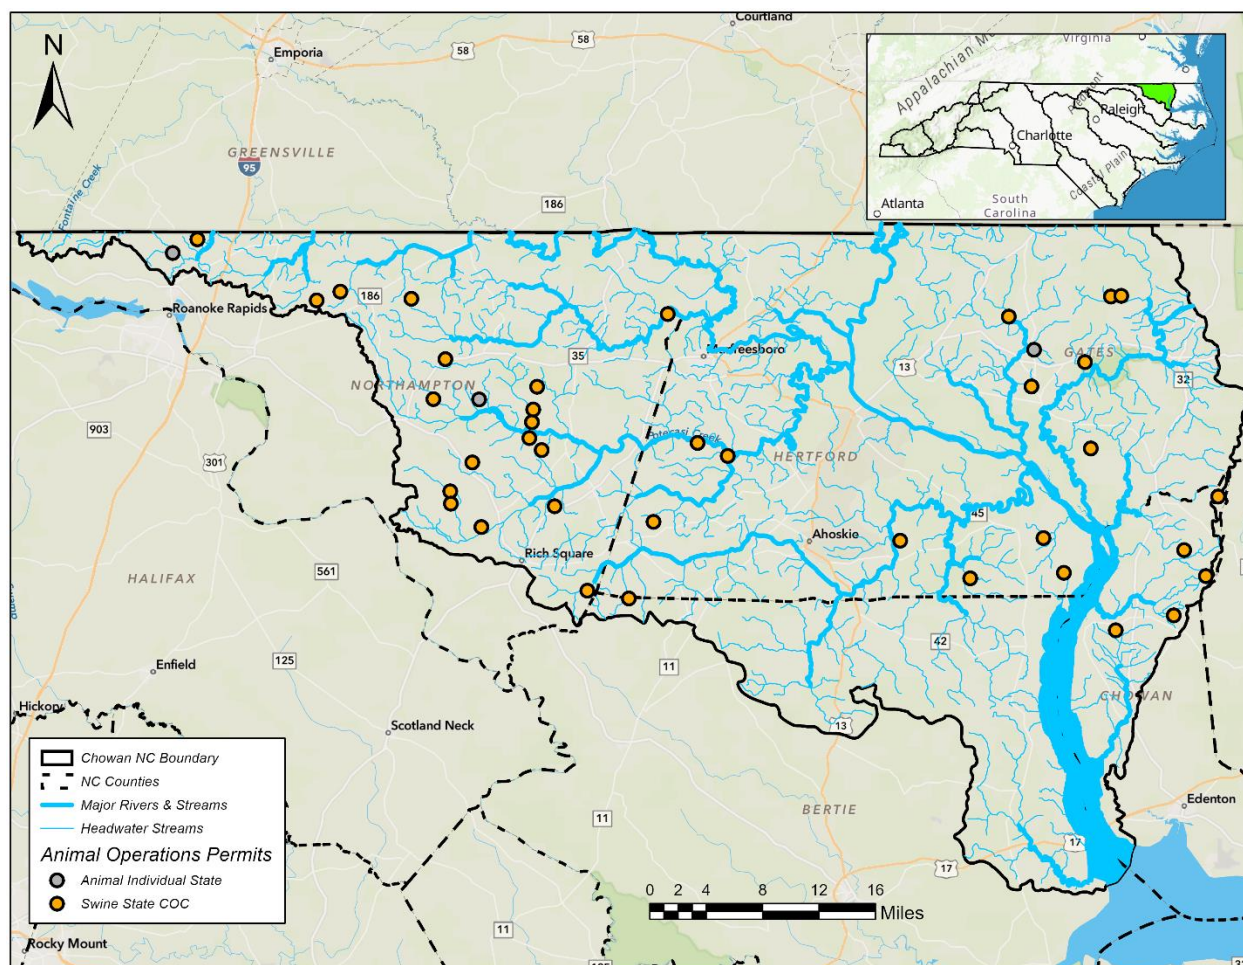 Courtland
58
58
Emporia
N
Virginia
Appalachian
Piedmont
Raleigh
Charlotte
Coastal Plain
South
Carolina
Atlanta
Fontaine Creek
GREENSVILLE
95
186
Roanoke Rapids
186
35
Murfreesboro
13
GATES
32
NORTHAMPTON
903
301
Potecasi Creek
HERTFORD
45
Ahoskie
Rich Square
HALIFAX
561
42
Enfield
125
11
CHOWAN
Hickory
Scotland Neck
13
Chowan NC Boundary
NC Counties
Major Rivers & Streams
Headwater Streams
Animal Operations Permits
Animal Individual State
Swine State COC
BERTIE
Edenton
11
17
17
0 2 4 8 12 16
Miles
11
Rocky Mount